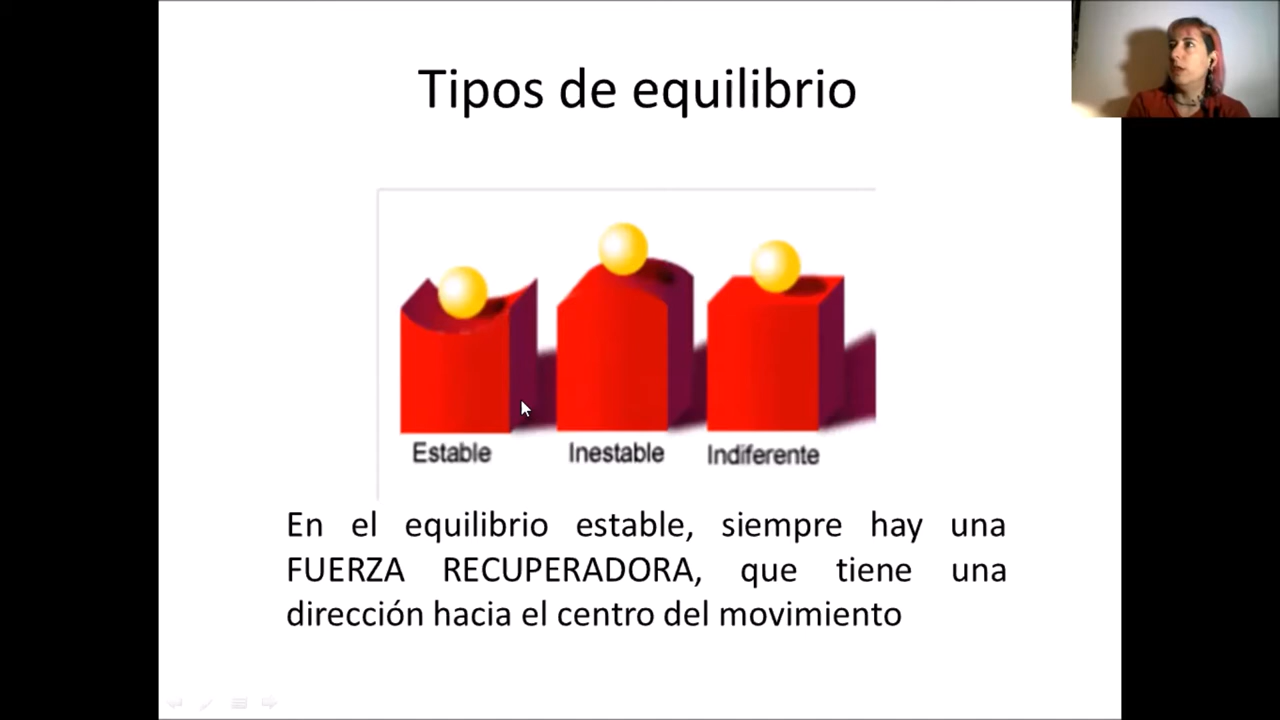 Tipos de equilibrio
Estable
Inestable
Indiferente
En el equilibrio estable, siempre hay una
FUERZA RECUPERADORA, que tiene una
dirección hacia el centro del movimiento